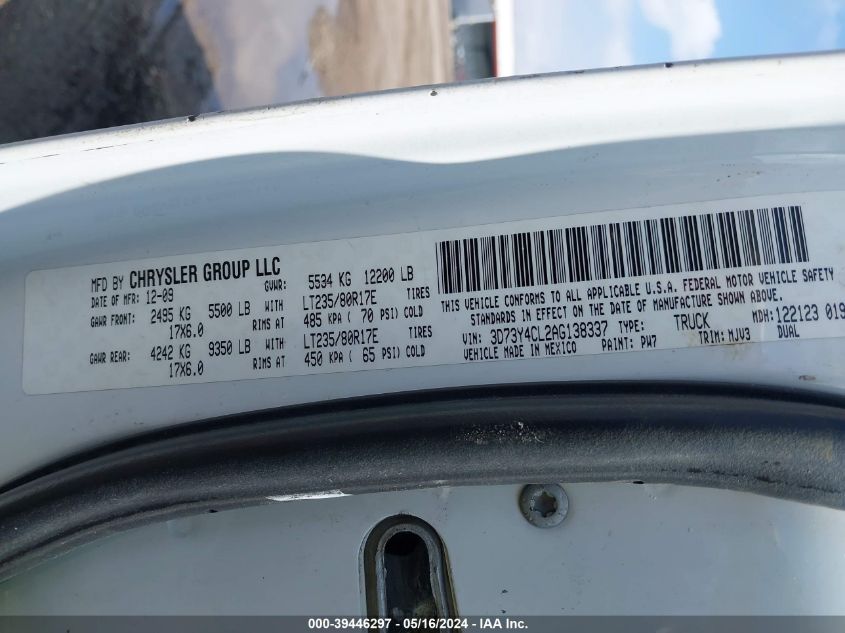 MFD BY CHRYSLER GROUP LLC
DATE OF MFR: 12-09 GVWR: 5534 KG 12200 LB
GAWR FRONT: 2495 KG 5500 LB WITH LT235/80R17E TIRES
17X6.0 RIMS AT 485 KPA ( 70 PSI) COLD
GAWR REAR: 4242 KG 9350 LB WITH LT235/80R17E TIRES
17X6.0 RIMS AT 450 KPA ( 65 PSI) COLD
THIS VEHICLE CONFORMS TO ALL APPLICABLE U.S.A. FEDERAL MOTOR VEHICLE SAFETY
STANDARDS IN EFFECT ON THE DATE OF MANUFACTURE SHOWN ABOVE.
VIN: 3D73Y4CL2AG138337 TYPE: TRUCK MDH: 122123 019
VEHICLE MADE IN MEXICO PAINT: PW7 TRIM: MJV3 DUAL
000-39446297 - 05/16/2024 - IAA Inc.